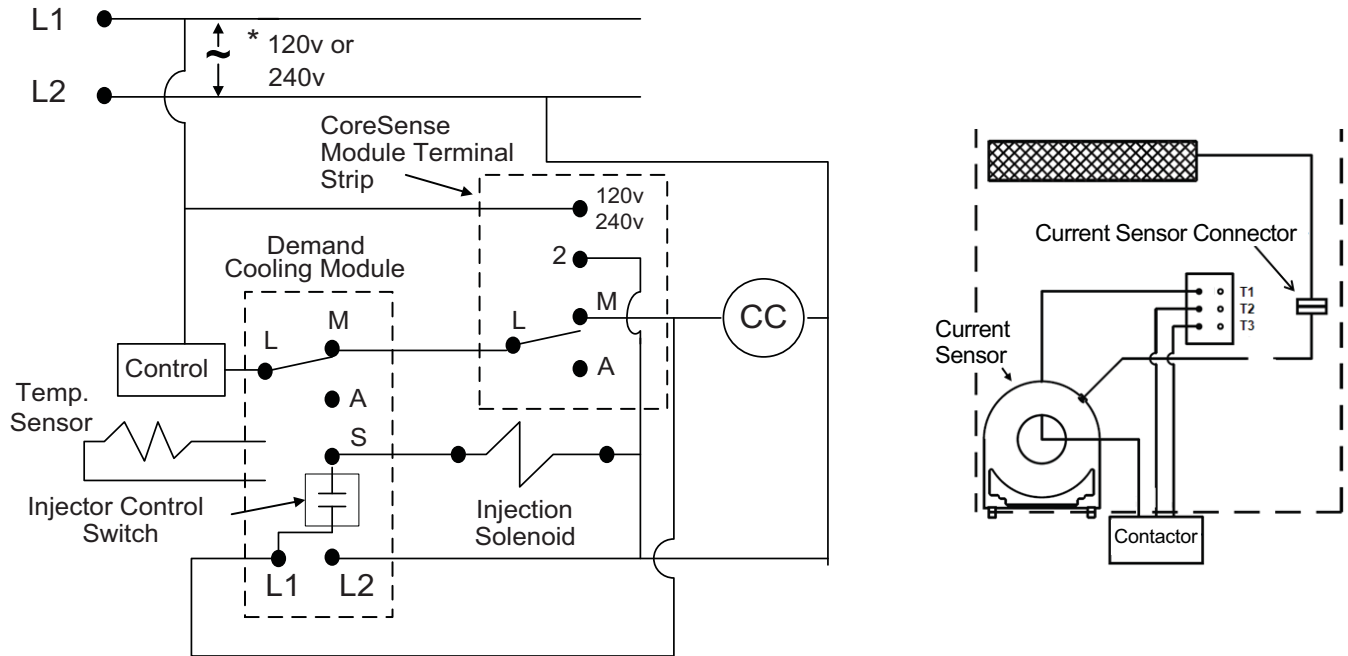 L1
* 120v or
240v
L2
CoreSense
Module Terminal
Strip
120v
240v
Demand
Cooling Module
2
M
L
CC
M
L
A
Control
A
Temp.
Sensor
S
Injector Control
Switch
Injection
Solenoid
L1
L2
Current Sensor Connector
T1
T2
T3
Current
Sensor
Contactor